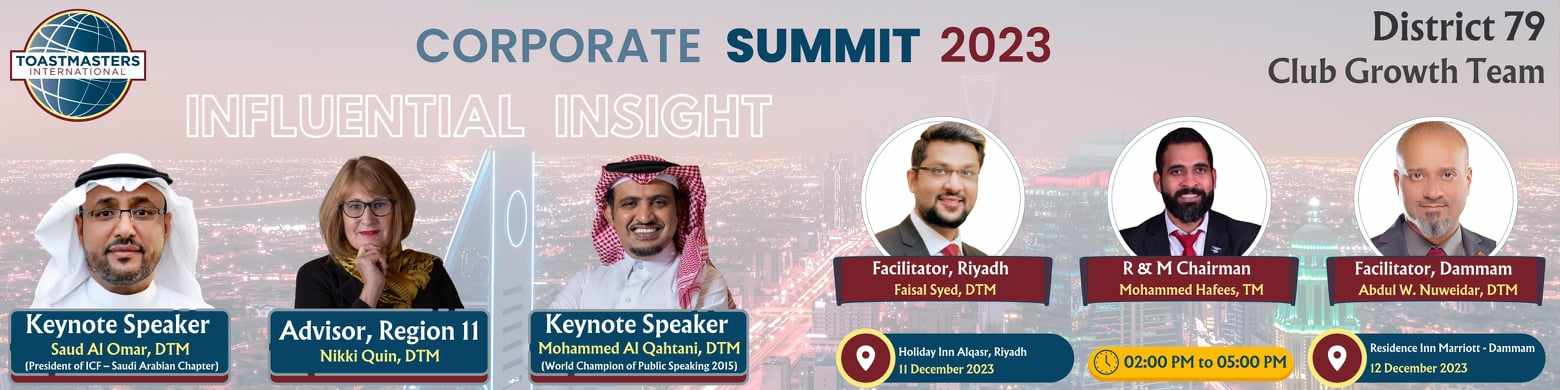 TOASTMASTERS
INTERNATIONAL
CORPORATE SUMMIT 2023
District 79
Club Growth Team
INFLUENTIAL INSIGHT
Keynote Speaker
Saud Al Omar, DTM
(President of ICF – Saudi Arabian Chapter)
Advisor, Region 11
Nikki Quin, DTM
Keynote Speaker
Mohammed Al Qahtani, DTM
(World Champion of Public Speaking 2015)
Facilitator, Riyadh
Faisal Syed, DTM
R & M Chairman
Mohammed Hafees, TM
Facilitator, Dammam
Abdul W. Nuweidar, DTM
Holiday Inn Alqasr, Riyadh
11 December 2023
02:00 PM to 05:00 PM
Residence Inn Marriott - Dammam
12 December 2023